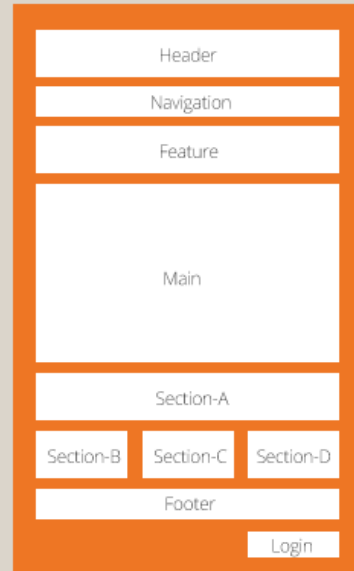 Header
Navigation
Feature
Main
Section-A
Section-B Section-C Section-D
Footer
Login